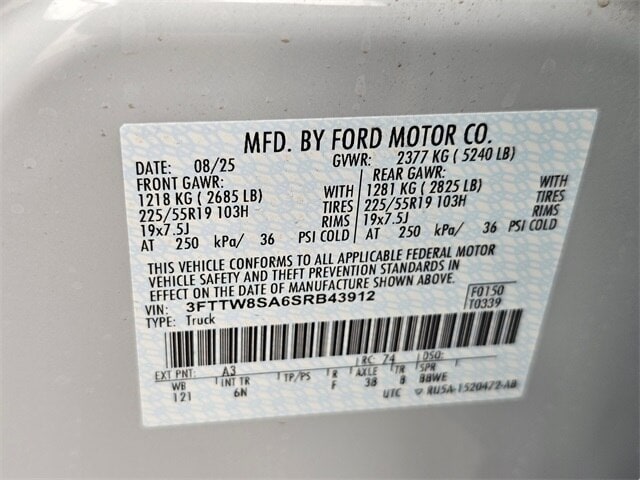 MFD. BY FORD MOTOR CO.
DATE: 08/25 GVWR: 2377 KG ( 5240 LB)
FRONT GAWR: REAR GAWR:
1218 KG ( 2685 LB) WITH 1281 KG ( 2825 LB) WITH
225/55R19 103H TIRES 225/55R19 103H TIRES
19x7.5J RIMS 19x7.5J RIMS
AT 250 kPa/ 36 PSI COLD AT 250 kPa/ 36 PSI COLD
THIS VEHICLE CONFORMS TO ALL APPLICABLE FEDERAL MOTOR
VEHICLE SAFETY AND THEFT PREVENTION STANDARDS IN
EFFECT ON THE DATE OF MANUFACTURE SHOWN ABOVE.
VIN: 3FTTW8SA6SRB43912 F0150
TYPE: Truck T0339
EXT PNT: A3 RC: 74 DSO:
WB INT TR TP/PS R AXLE TR SPR
121 6N F 38 8 BBWE
UTC RU5A-1520472-AB